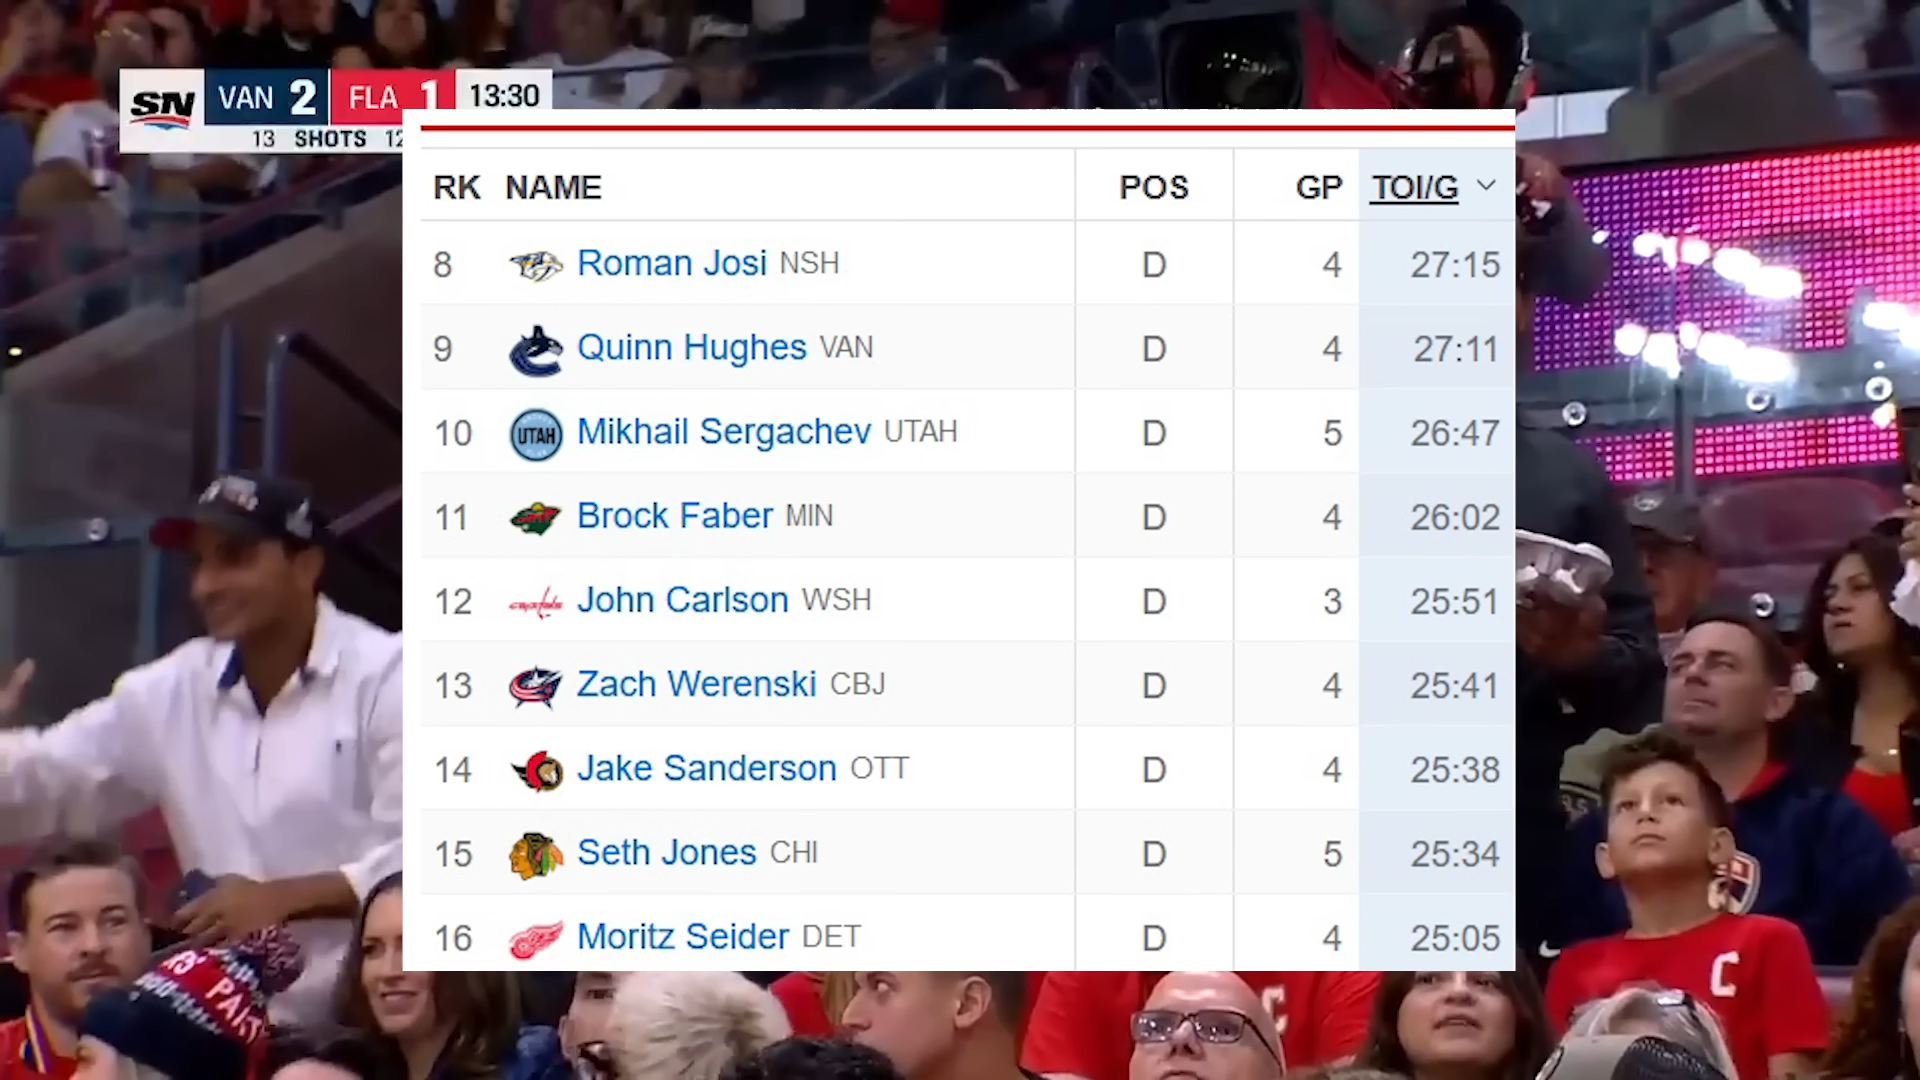 SN VAN 2 FLA 1 13:30
13 SHOTS 12
RK NAME POS GP TOI/G
8 Roman Josi NSH D 4 27:15
9 Quinn Hughes VAN D 4 27:11
10 UTAH Mikhail Sergachev UTAH D 5 26:47
11 Brock Faber MIN D 4 26:02
12 John Carlson WSH D 3 25:51
13 Zach Werenski CBJ D 4 25:41
14 Jake Sanderson OTT D 4 25:38
15 Seth Jones CHI D 5 25:34
16 Moritz Seider DET D 4 25:05
C
C